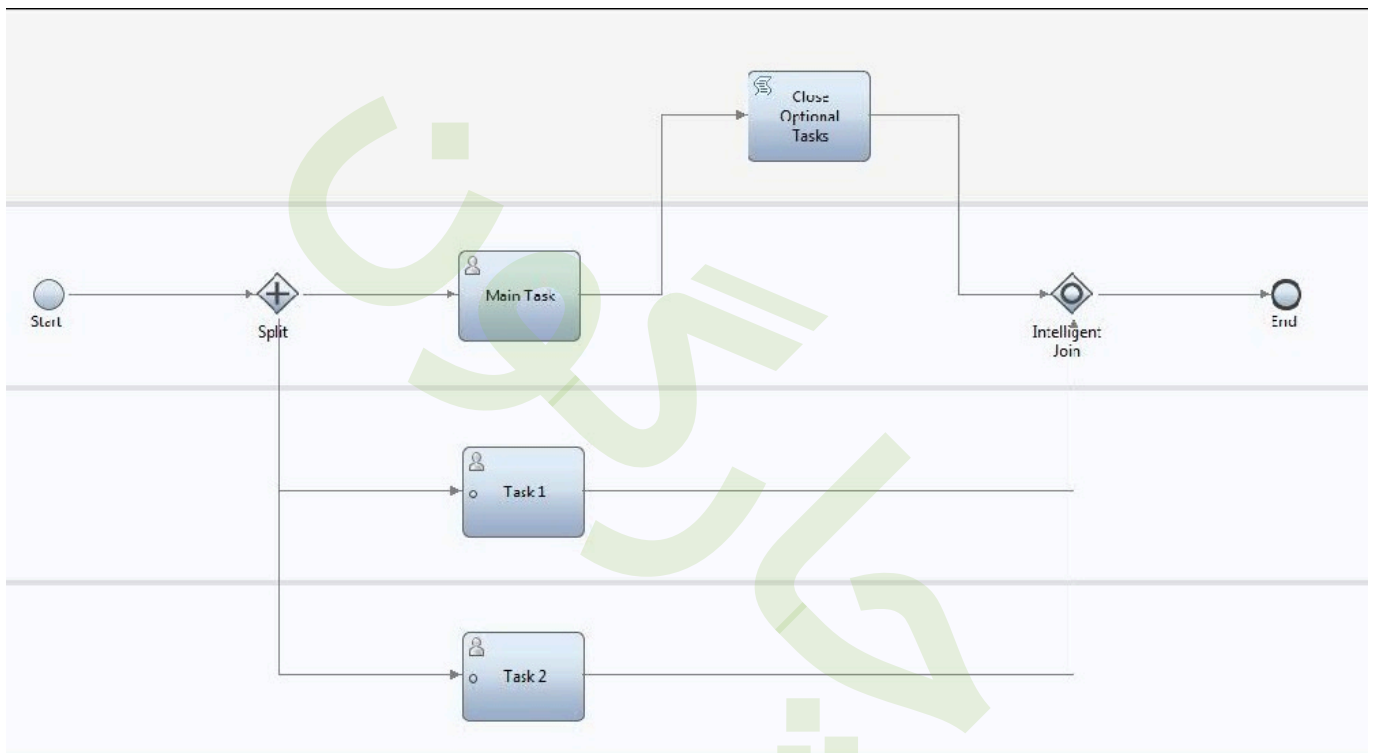 Close
Optional
Tasks
Main Task
Start
Split
Intelligent
Join
End
Task 1
Task 2